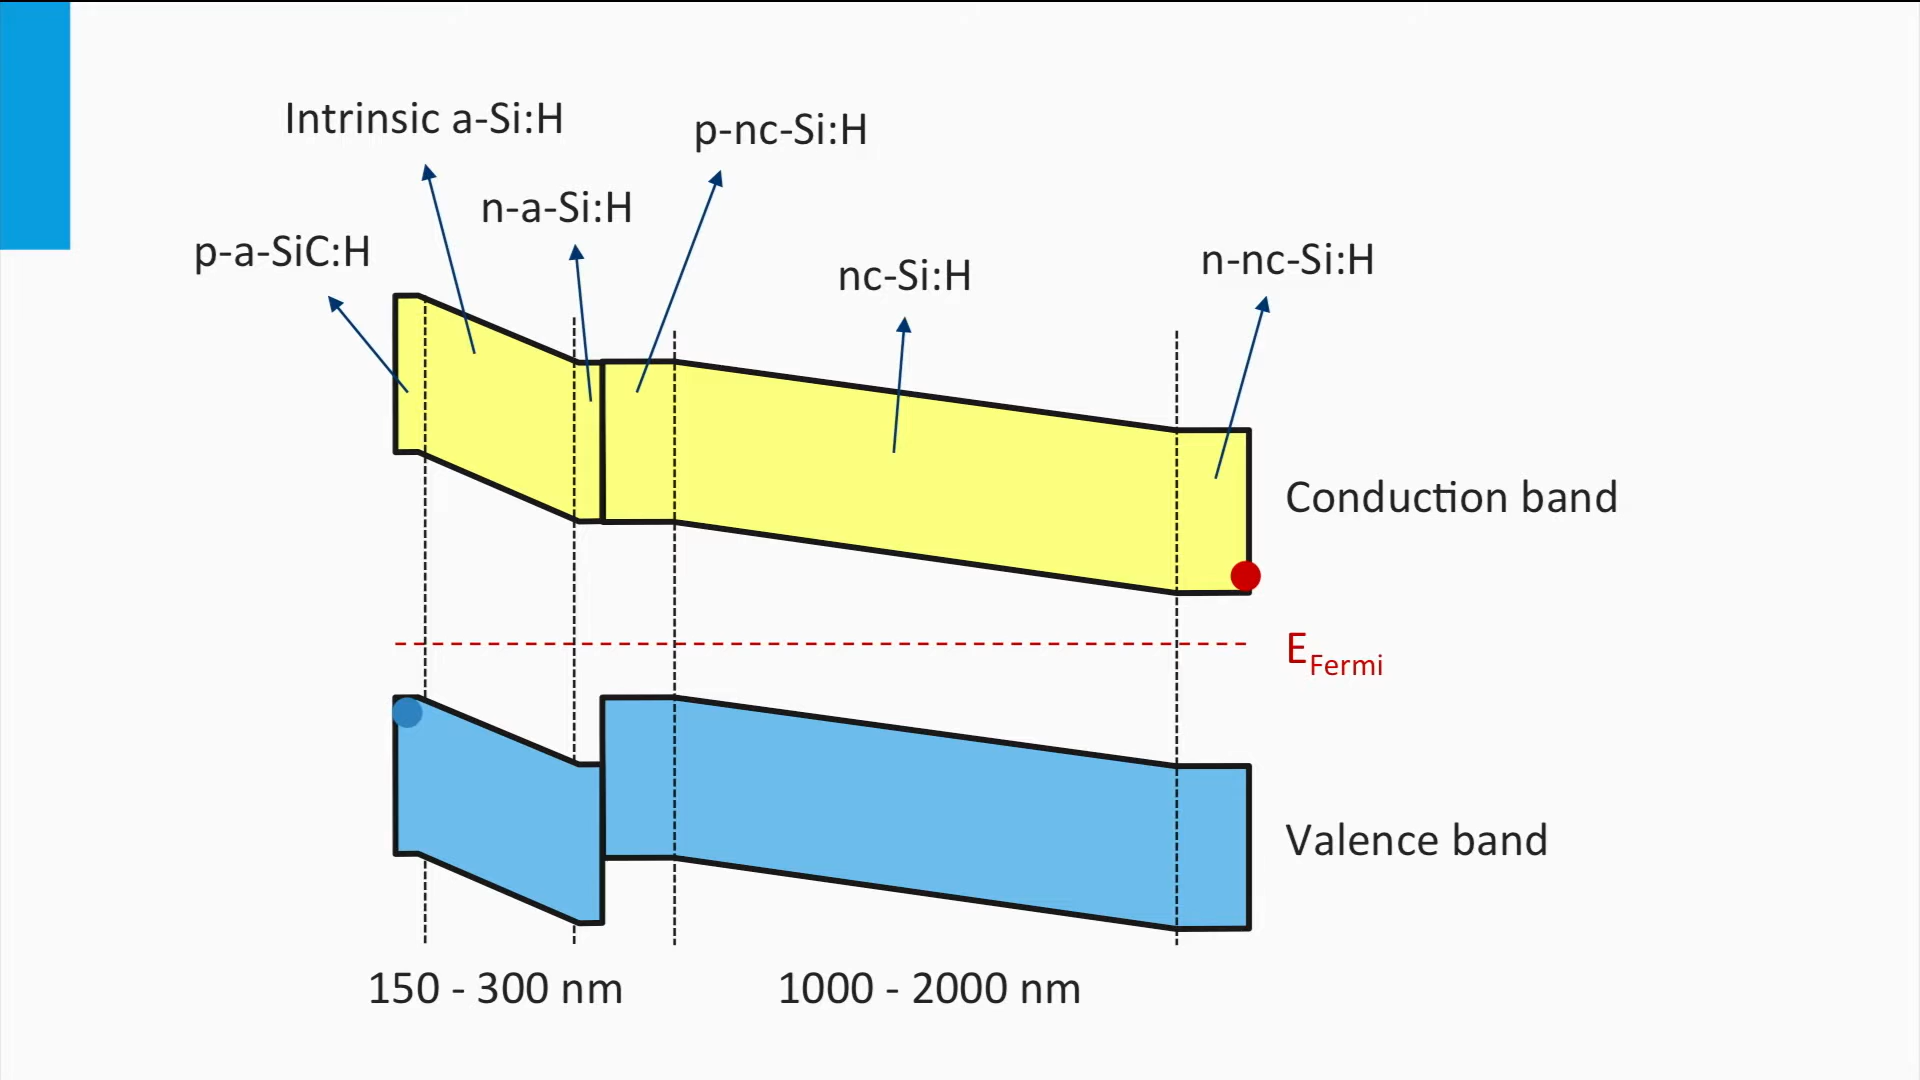 Intrinsic a-Si:H
p-nc-Si:H
n-a-Si:H
p-a-SiC:H
nc-Si:H
n-nc-Si:H
Conduction band
E Fermi
Valence band
150 - 300 nm
1000 - 2000 nm